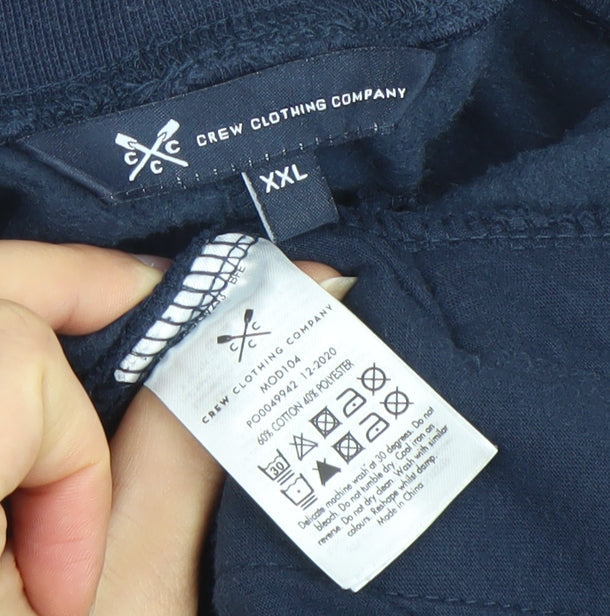 CREW CLOTHING COMPANY
C C
C
XXL
C C
C
CREW CLOTHING COMPANY
MOD104
PO0049942 12-2020
60% COTTON 40% POLYESTER
30
Delicate machine wash at 30 degrees. Do not
bleach. Do not tumble dry. Cool iron on
reverse. Do not dry clean. Wash with similar
colours. Reshape whilst damp.
Made in China